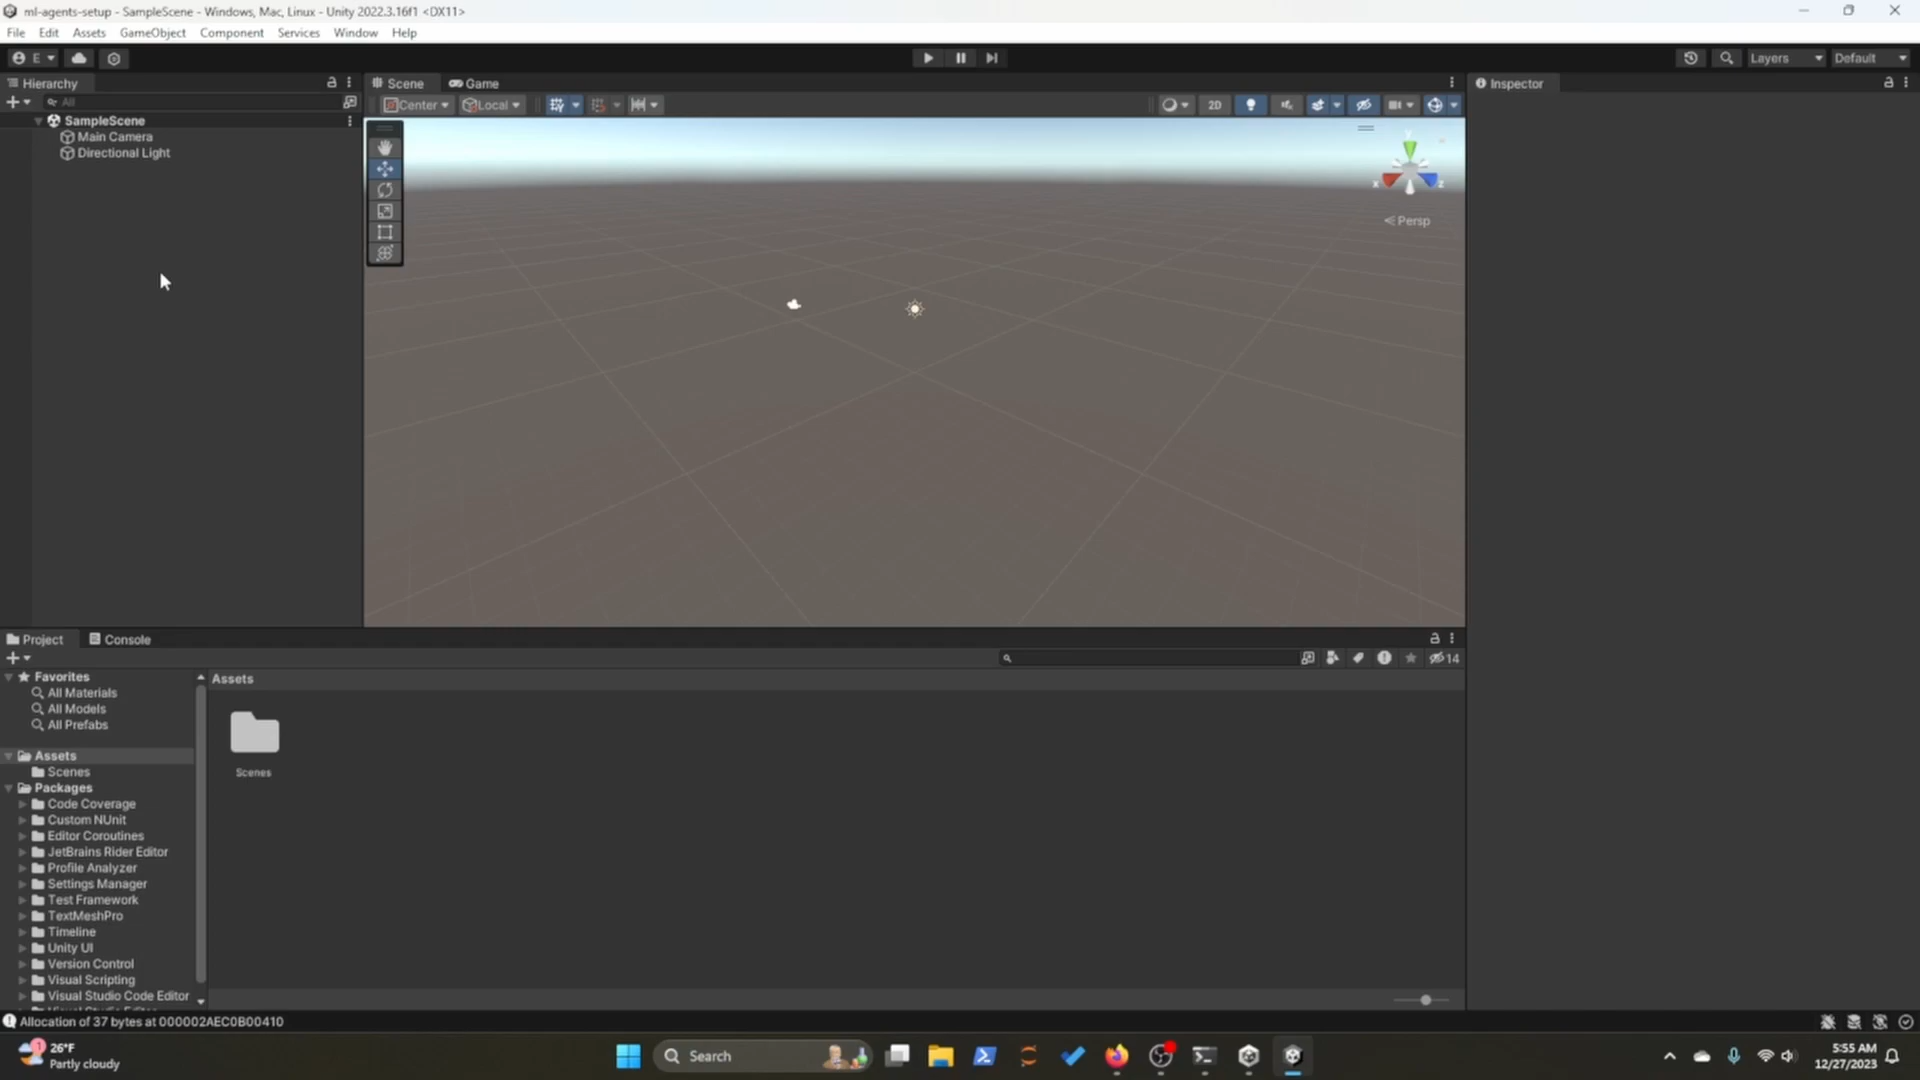 ml-agents-setup - SampleScene - Windows, Mac, Linux - Unity 2022.3.16f1 <DX11>
File Edit Assets GameObject Component Services Window Help
E Layers Default
Hierarchy Scene Game Inspector
All Center Local 2D
SampleScene
Main Camera
Directional Light
y
x z
Persp
Project Console
14
Favorites Assets
All Materials
All Models
All Prefabs
Assets
Scenes Scenes
Packages
Code Coverage
Custom NUnit
Editor Coroutines
JetBrains Rider Editor
Profile Analyzer
Settings Manager
Test Framework
TextMeshPro
Timeline
Unity UI
Version Control
Visual Scripting
Visual Studio Code Editor
Allocation of 37 bytes at 000002AEC0B00410
1 26°F
Partly cloudy
Search
5:55 AM
12/27/2023